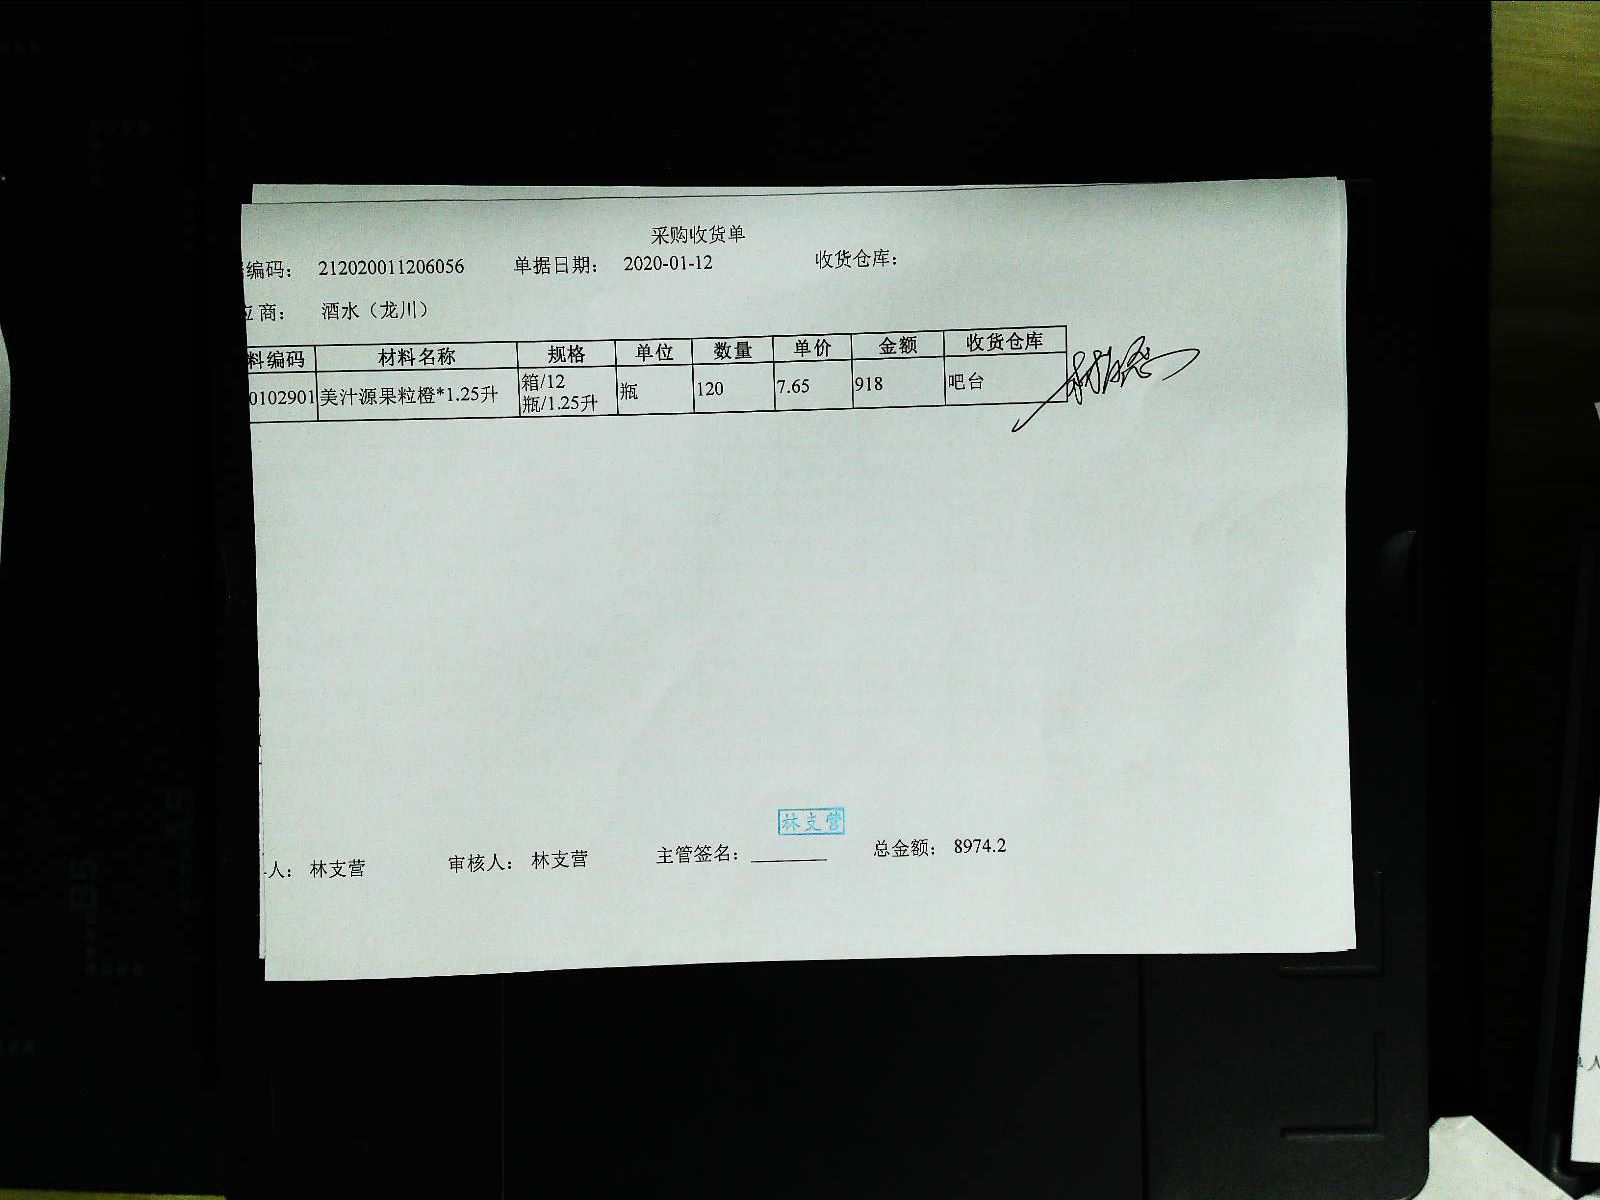 采购收货单
编码： 212020011206056 单据日期： 2020-01-12 收货仓库：
应商： 酒水（龙川）
料编码 材料名称 规格 单位 数量 单价 金额 收货仓库
0102901 美汁源果粒橙*1.25升 箱/12瓶/1.25升 瓶 120 7.65 918 吧台
林支营
人： 林支营 审核人： 林支营 主管签名： 总金额： 8974.2